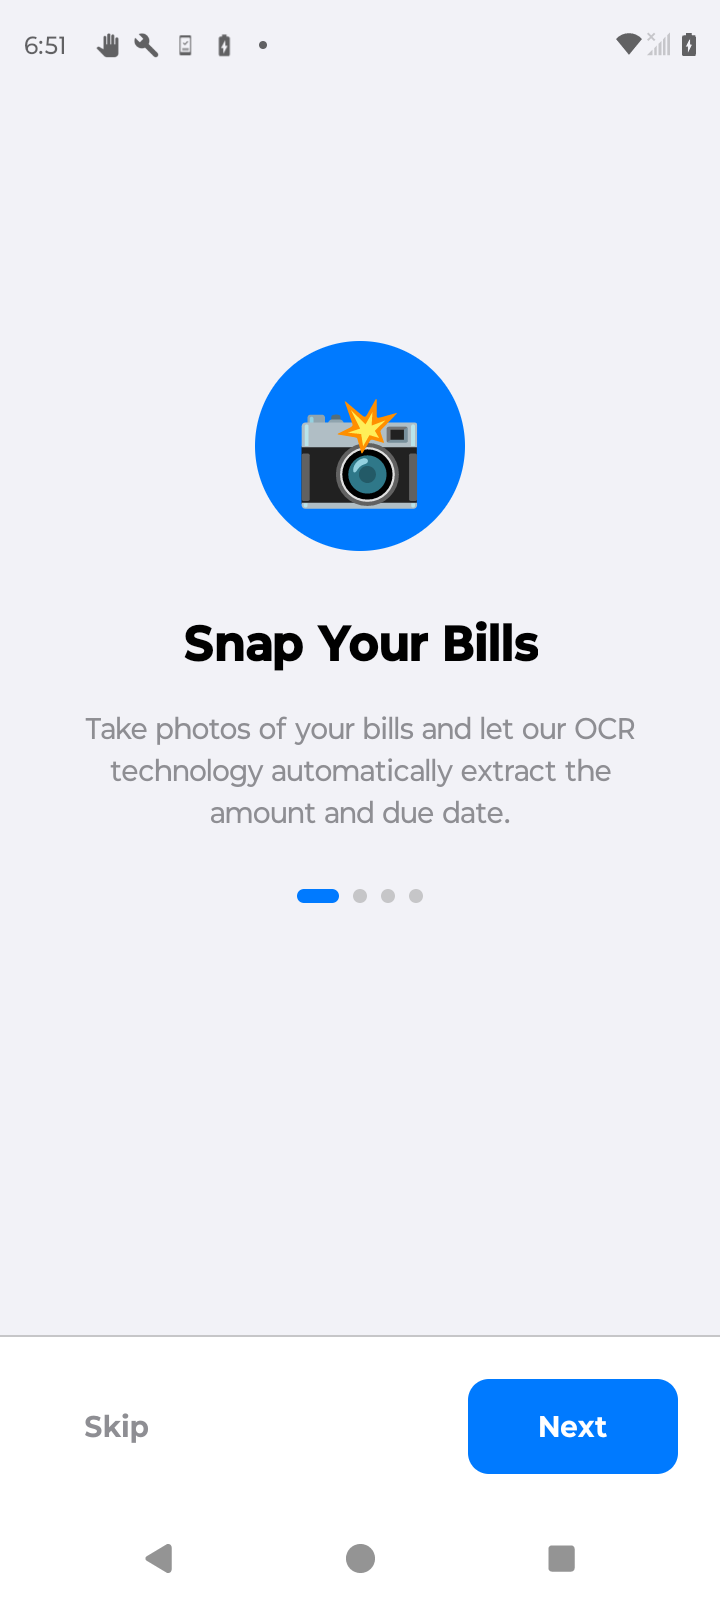 6:51
Snap Your Bills
Take photos of your bills and let our OCR
technology automatically extract the
amount and due date.
Skip
Next